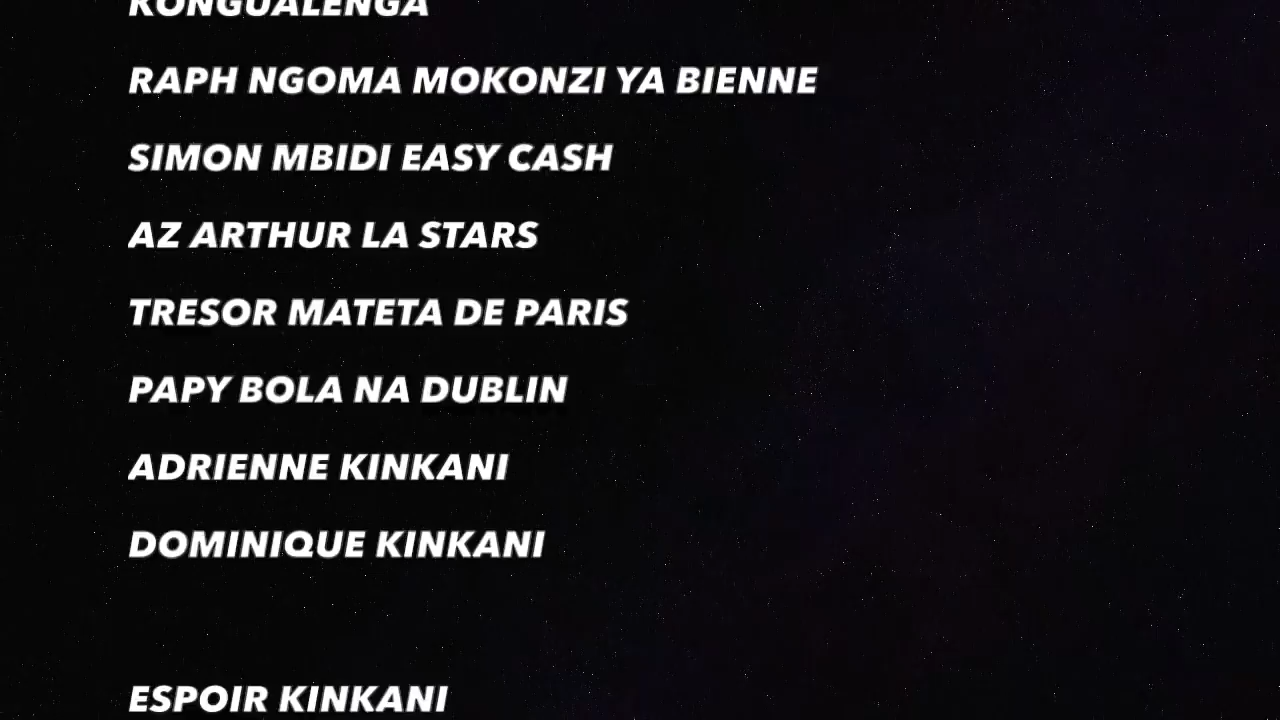 KONGUALENGA
RAPH NGOMA MOKONZI YA BIENNE
SIMON MBIDI EASY CASH
AZ ARTHUR LA STARS
TRESOR MATETA DE PARIS
PAPY BOLA NA DUBLIN
ADRIENNE KINKANI
DOMINIQUE KINKANI
ESPOIR KINKANI